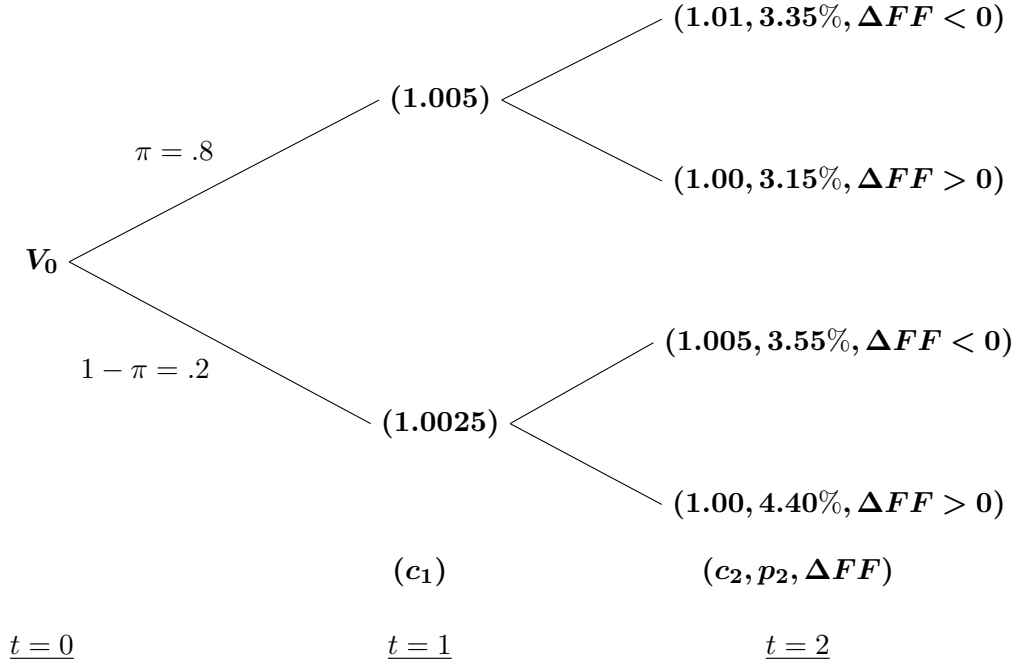 (1.01, 3.35%, ΔFF < 0)
(1.005)
π = .8
(1.00, 3.15%, ΔFF > 0)
V₀
(1.005, 3.55%, ΔFF < 0)
1 − π = .2
(1.0025)
(1.00, 4.40%, ΔFF > 0)
(c₁) (c₂, p₂, ΔFF)
t = 0 t = 1 t = 2